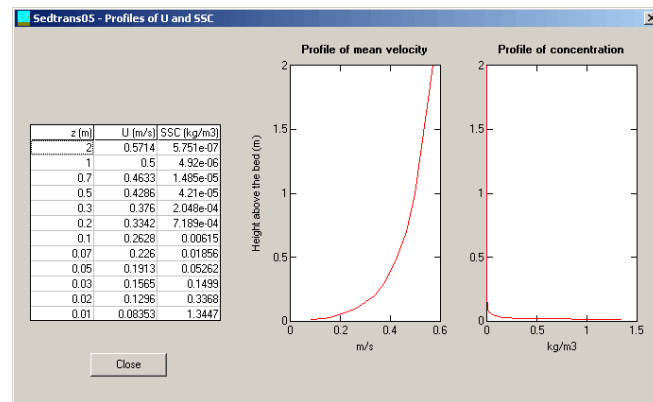 Sedtrans05 - Profiles of U and SSC
z (m) U (m/s) SSC (kg/m3)
2 0.5714 5.751e-07
1 0.5 4.92e-06
0.7 0.4633 1.485e-05
0.5 0.4286 4.21e-05
0.3 0.376 2.048e-04
0.2 0.3342 7.189e-04
0.1 0.2628 0.00615
0.07 0.226 0.01856
0.05 0.1913 0.05262
0.03 0.1565 0.1499
0.02 0.1296 0.3368
0.01 0.08353 1.3447
Close
Profile of mean velocity
Height above the bed (m)
2
1.5
1
0.5
0
0 0.2 0.4 0.6
m/s
Profile of concentration
2
1.5
1
0.5
0
0 0.5 1 1.5
kg/m3